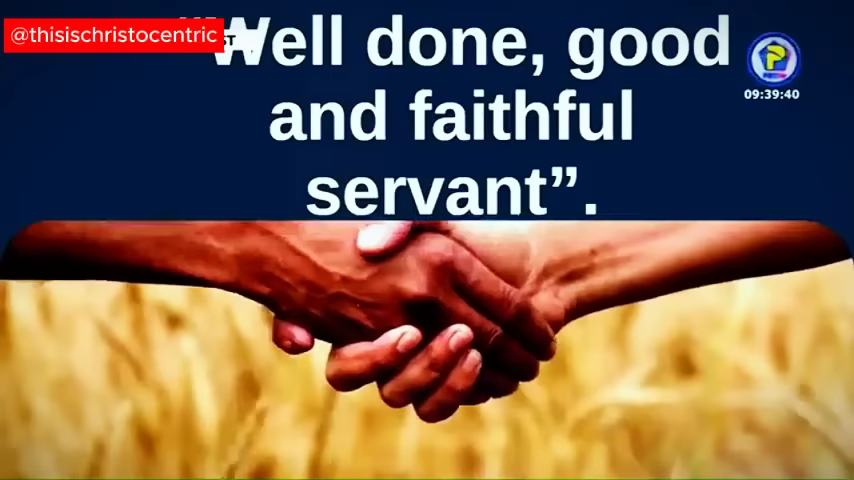 @thisischristocentric
“Well done, good
and faithful
servant”.
09:39:40